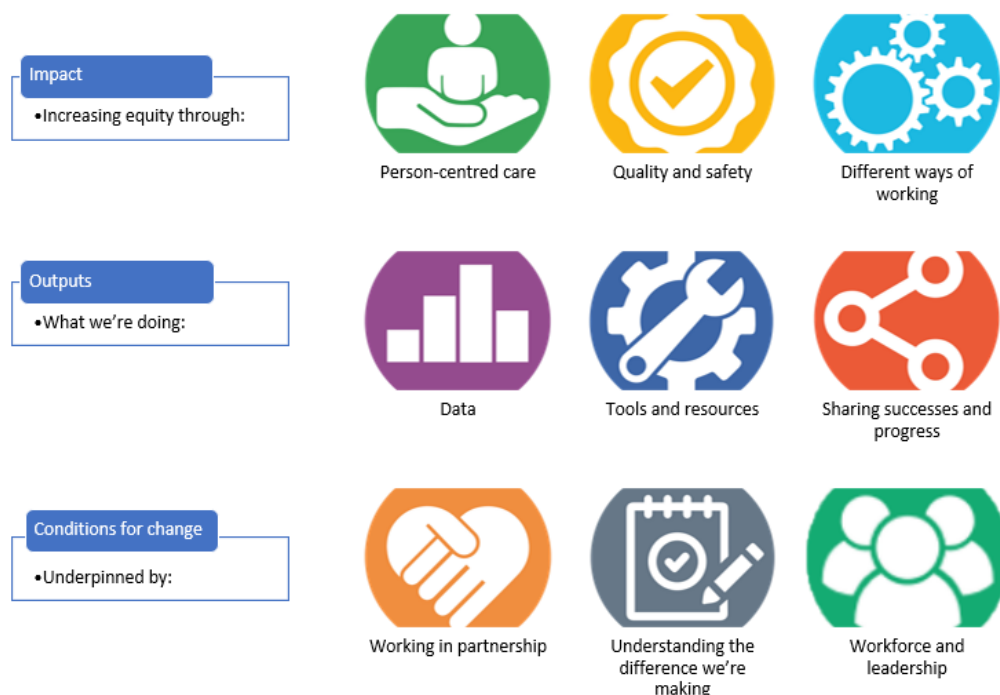 Impact
•Increasing equity through:
Person-centred care
Quality and safety
Different ways of
working
Outputs
•What we're doing:
Data
Tools and resources
Sharing successes and
progress
Conditions for change
•Underpinned by:
Working in partnership
Understanding the
difference we're
making
Workforce and
leadership